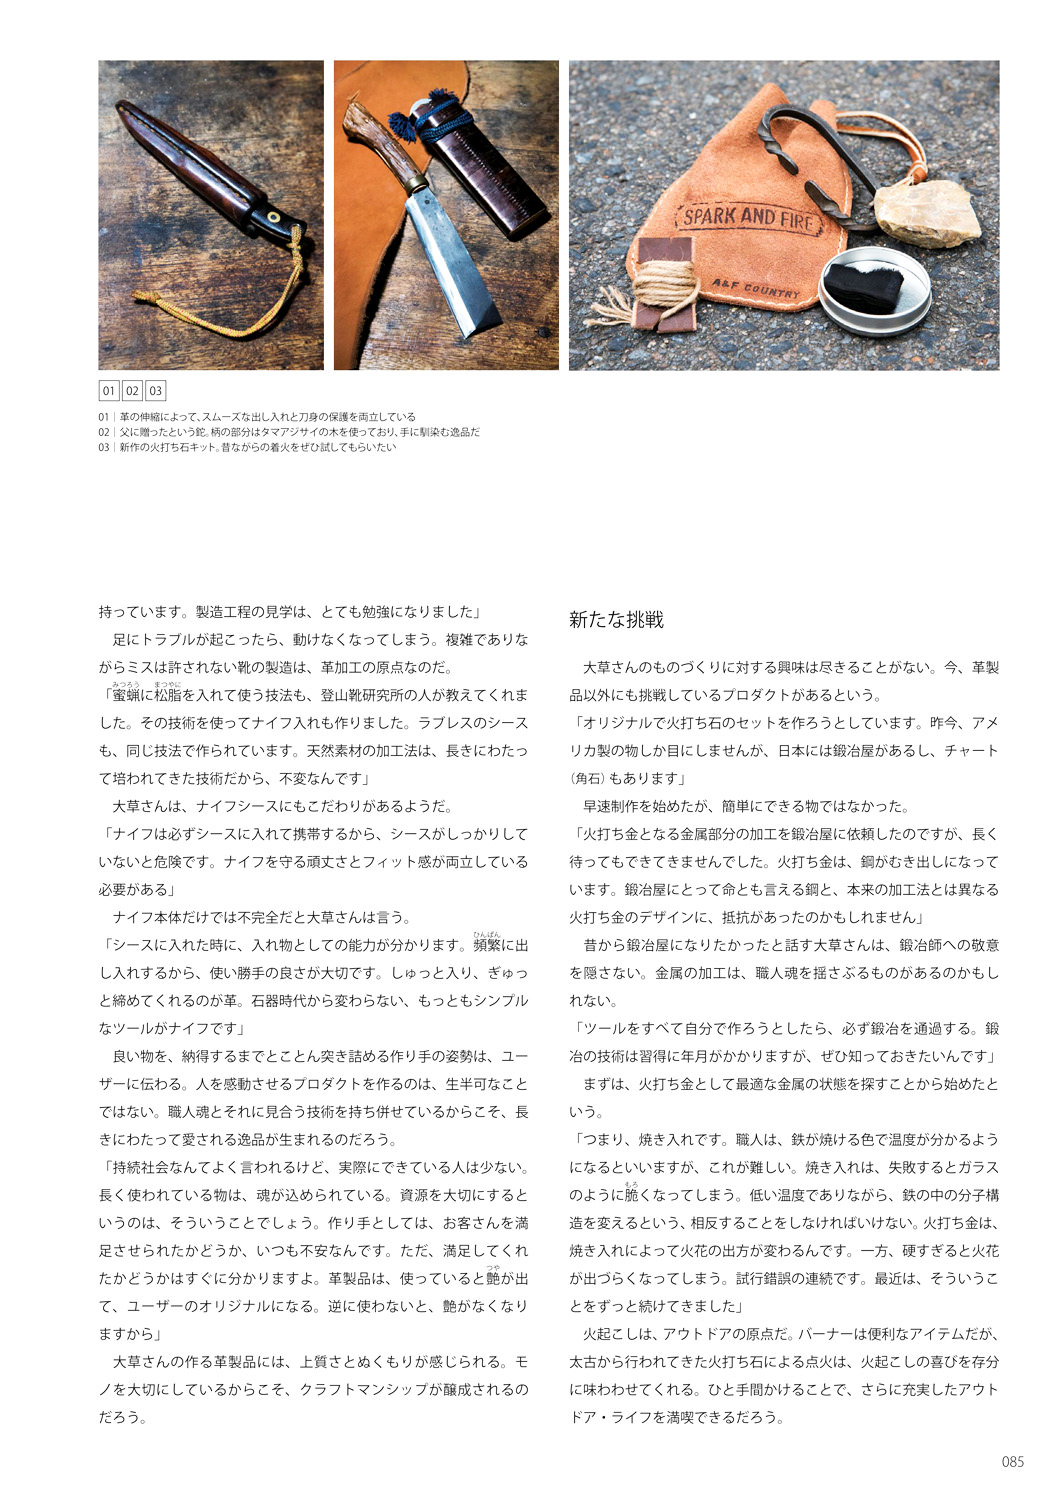 SPARK AND FIRE
A&F COUNTRY
01 02 03
01｜革の伸縮によって、スムーズな出し入れと刀身の保護を両立している
02｜父に贈ったという鉈。柄の部分はタマアジサイの木を使っており、手に馴染む逸品だ
03｜新作の火打ち石キット。昔ながらの着火をぜひ試してもらいたい
持っています。製造工程の見学は、とても勉強になりました」
足にトラブルが起こったら、動けなくなってしまう。複雑でありな
がらミスは許されない靴の製造は、革加工の原点なのだ。
みつろう まつやに
「蜜蝋に松脂を入れて使う技法も、登山靴研究所の人が教えてくれま
した。その技術を使ってナイフ入れも作りました。ラブレスのシース
も、同じ技法で作られています。天然素材の加工法は、長きにわたっ
て培われてきた技術だから、不変なんです」
大草さんは、ナイフシースにもこだわりがあるようだ。
「ナイフは必ずシースに入れて携帯するから、シースがしっかりして
いないと危険です。ナイフを守る頑丈さとフィット感が両立している
必要がある」
ナイフ本体だけでは不完全だと大草さんは言う。
ひんぱん
「シースに入れた時に、入れ物としての能力が分かります。頻繁に出
し入れするから、使い勝手の良さが大切です。しゅっと入り、ぎゅっ
と締めてくれるのが革。石器時代から変わらない、もっともシンプル
なツールがナイフです」
良い物を、納得するまでとことん突き詰める作り手の姿勢は、ユー
ザーに伝わる。人を感動させるプロダクトを作るのは、生半可なこと
ではない。職人魂とそれに見合う技術を持ち併せているからこそ、長
きにわたって愛される逸品が生まれるのだろう。
「持続社会なんてよく言われるけど、実際にできている人は少ない。
長く使われている物は、魂が込められている。資源を大切にすると
いうのは、そういうことでしょう。作り手としては、お客さんを満
足させられたかどうか、いつも不安なんです。ただ、満足してくれ
つや
たかどうかはすぐに分かりますよ。革製品は、使っていると艶が出
て、ユーザーのオリジナルになる。逆に使わないと、艶がなくなり
ますから」
大草さんの作る革製品には、上質さとぬくもりが感じられる。モ
ノを大切にしているからこそ、クラフトマンシップが醸成されるの
だろう。
新たな挑戦
大草さんのものづくりに対する興味は尽きることがない。今、革製
品以外にも挑戦しているプロダクトがあるという。
「オリジナルで火打ち石のセットを作ろうとしています。昨今、アメ
リカ製の物しか目にしませんが、日本には鍛冶屋があるし、チャート
（角石）もあります」
早速制作を始めたが、簡単にできる物ではなかった。
「火打ち金となる金属部分の加工を鍛冶屋に依頼したのですが、長く
待ってもできてきませんでした。火打ち金は、鋼がむき出しになって
います。鍛冶屋にとって命とも言える鋼と、本来の加工法とは異なる
火打ち金のデザインに、抵抗があったのかもしれません」
昔から鍛冶屋になりたかったと話す大草さんは、鍛冶師への敬意
を隠さない。金属の加工は、職人魂を揺さぶるものがあるのかもし
れない。
「ツールをすべて自分で作ろうとしたら、必ず鍛冶を通過する。鍛
冶の技術は習得に年月がかかりますが、ぜひ知っておきたいんです」
まずは、火打ち金として最適な金属の状態を探すことから始めたと
いう。
「つまり、焼き入れです。職人は、鉄が焼ける色で温度が分かるよう
になるといいますが、これが難しい。焼き入れは、失敗するとガラス
もろ
のように脆くなってしまう。低い温度でありながら、鉄の中の分子構
造を変えるという、相反することをしなければいけない。火打ち金は、
焼き入れによって火花の出方が変わるんです。一方、硬すぎると火花
が出づらくなってしまう。試行錯誤の連続です。最近は、そういうこ
とをずっと続けてきました」
火起こしは、アウトドアの原点だ。バーナーは便利なアイテムだが、
太古から行われてきた火打ち石による点火は、火起こしの喜びを存分
に味わわせてくれる。ひと手間かけることで、さらに充実したアウト
ドア・ライフを満喫できるだろう。
085